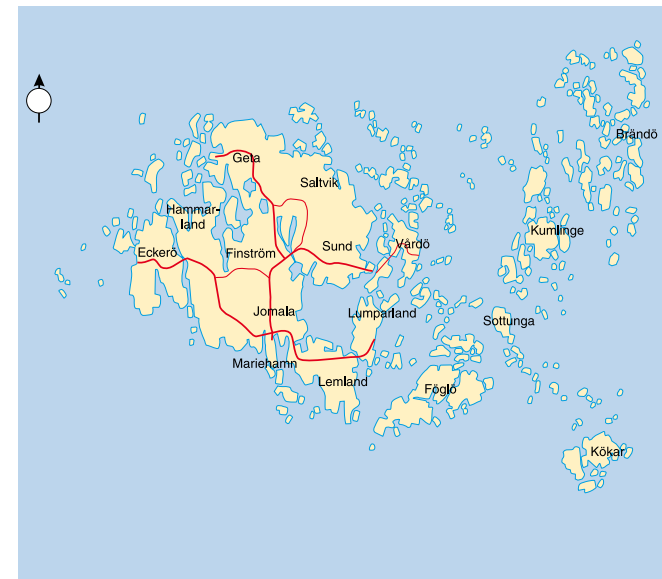 Brändö
Geta
Saltvik
Hammar-
land
Kumlinge
Eckerö
Finström
Sund
Vårdö
Jomala
Lumparland
Sottunga
Mariehamn
Lemland
Föglö
Kökar